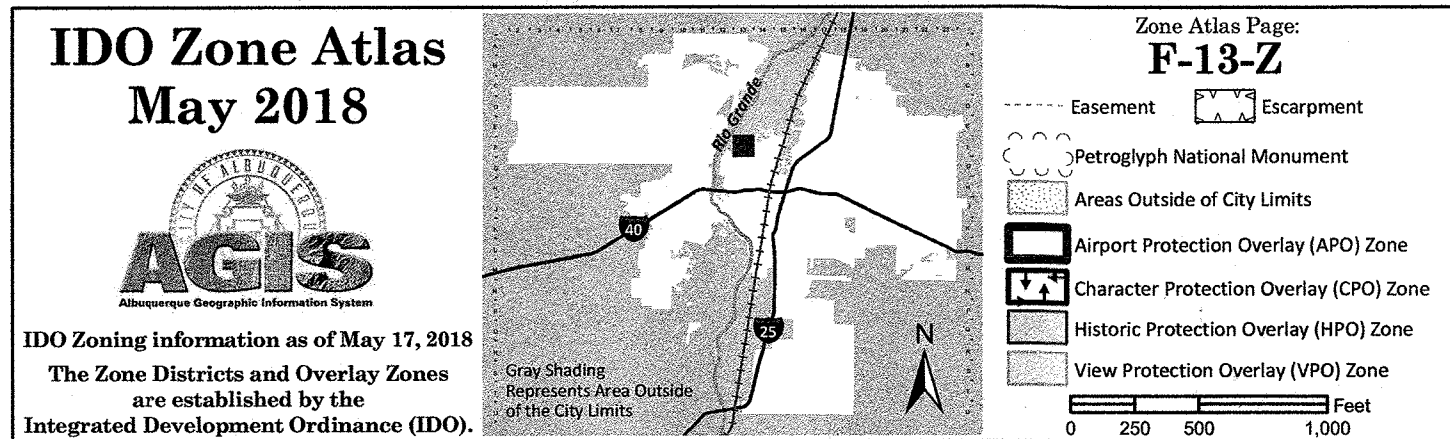 IDO Zone Atlas
May 2018
CITY OF ALBUQUERQUE
AGIS
Albuquerque Geographic Information System
IDO Zoning information as of May 17, 2018
The Zone Districts and Overlay Zones
are established by the
Integrated Development Ordinance (IDO).
Rio Grande
40
25
N
Gray Shading
Represents Area Outside
of the City Limits
Zone Atlas Page:
F-13-Z
Easement
Escarpment
Petroglyph National Monument
Areas Outside of City Limits
Airport Protection Overlay (APO) Zone
Character Protection Overlay (CPO) Zone
Historic Protection Overlay (HPO) Zone
View Protection Overlay (VPO) Zone
Feet
0 250 500 1,000